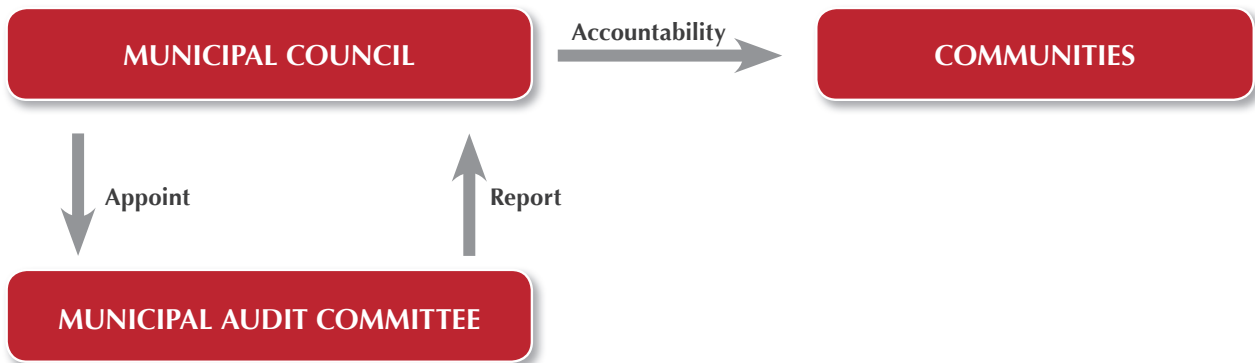 MUNICIPAL COUNCIL
Accountability
COMMUNITIES
Appoint
Report
MUNICIPAL AUDIT COMMITTEE